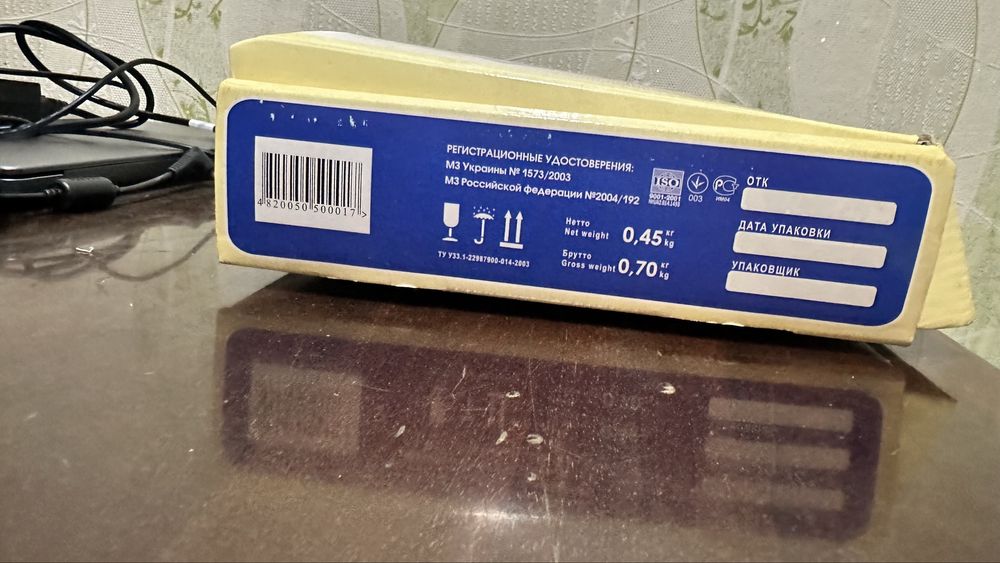 4 820050 500017 >
РЕГИСТРАЦИОННЫЕ УДОСТОВЕРЕНИЯ:
МЗ Украины № 1573/2003
МЗ Российской федерации №2004/192
ТУ У33.1-22987900-014-2003
Нетто
Net weight 0,45 кг
kg
Брутто
Gross weight 0,70 кг
kg
ISO
9001-2001
003
ИМ04
ОТК
ДАТА УПАКОВКИ
УПАКОВЩИК